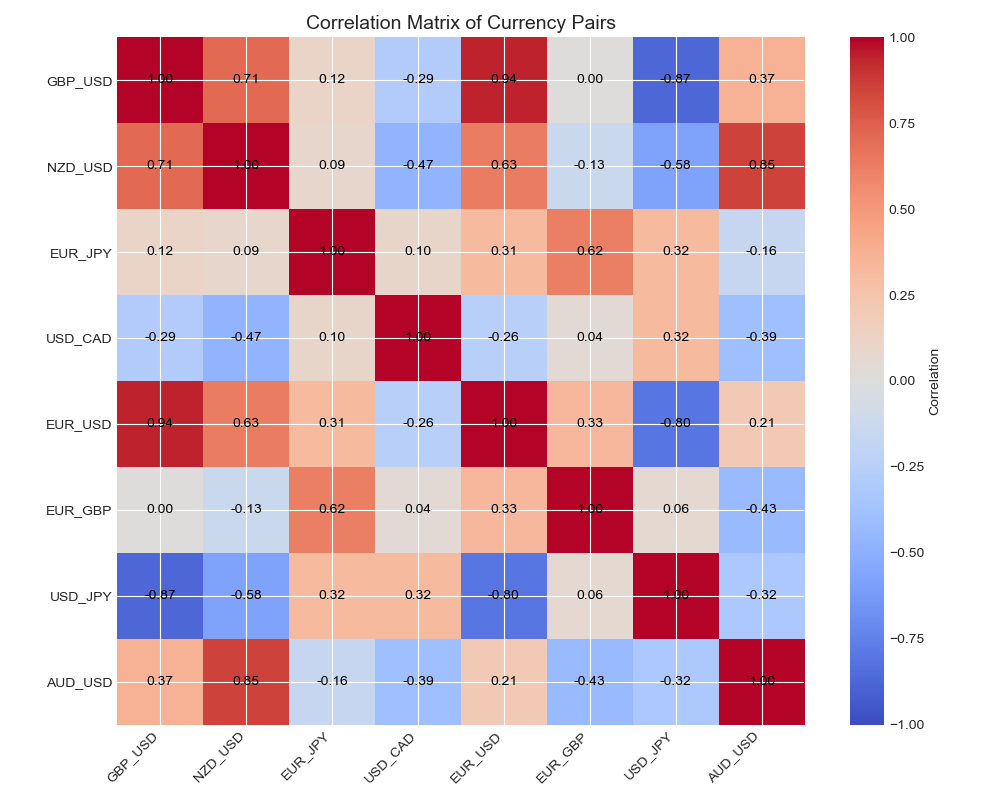 Correlation Matrix of Currency Pairs
GBP_USD 1.00 0.71 0.12 -0.29 0.94 0.00 -0.87 0.37
NZD_USD 0.71 1.00 0.09 -0.47 0.63 -0.13 -0.58 0.85
EUR_JPY 0.12 0.09 1.00 0.10 0.31 0.62 0.32 -0.16
USD_CAD -0.29 -0.47 0.10 1.00 -0.26 0.04 0.32 -0.39
EUR_USD 0.94 0.63 0.31 -0.26 1.00 0.33 -0.80 0.21
EUR_GBP 0.00 -0.13 0.62 0.04 0.33 1.00 0.06 -0.43
USD_JPY -0.87 -0.58 0.32 0.32 -0.80 0.06 1.00 -0.32
AUD_USD 0.37 0.85 -0.16 -0.39 0.21 -0.43 -0.32 1.00
GBP_USD NZD_USD EUR_JPY USD_CAD EUR_USD EUR_GBP USD_JPY AUD_USD
1.00
0.75
0.50
0.25
0.00
−0.25
−0.50
−0.75
−1.00
Correlation